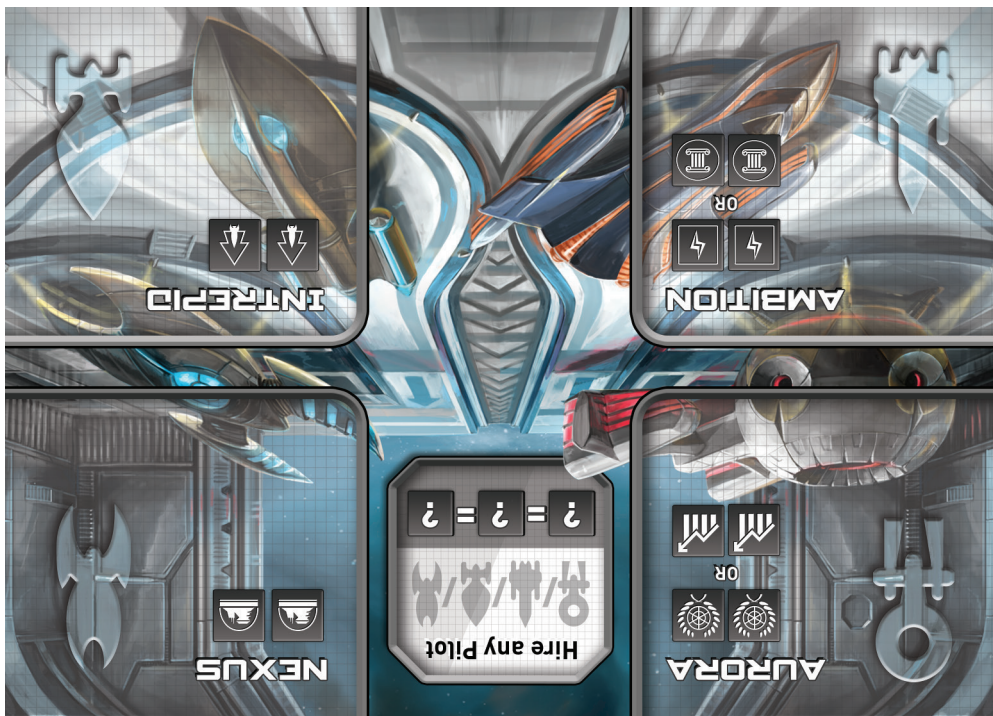 AURORA
OR
Hire any Pilot
/ / /
? = ? = ?
NEXUS
AMBITION
OR
INTREPID